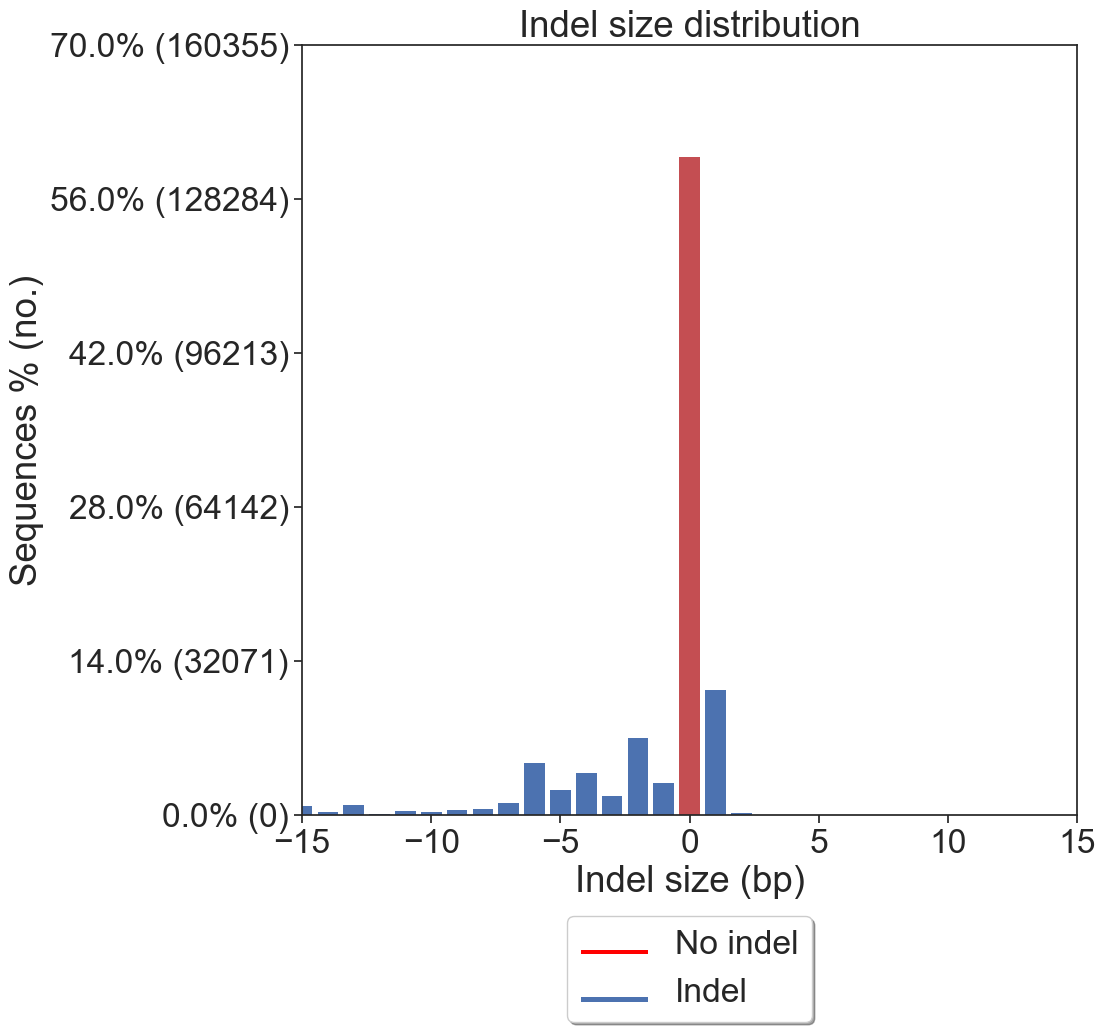 Indel size distribution
Sequences % (no.)
70.0% (160355)
56.0% (128284)
42.0% (96213)
28.0% (64142)
14.0% (32071)
0.0% (0)
−15 −10 −5 0 5 10 15
Indel size (bp)
No indel
Indel